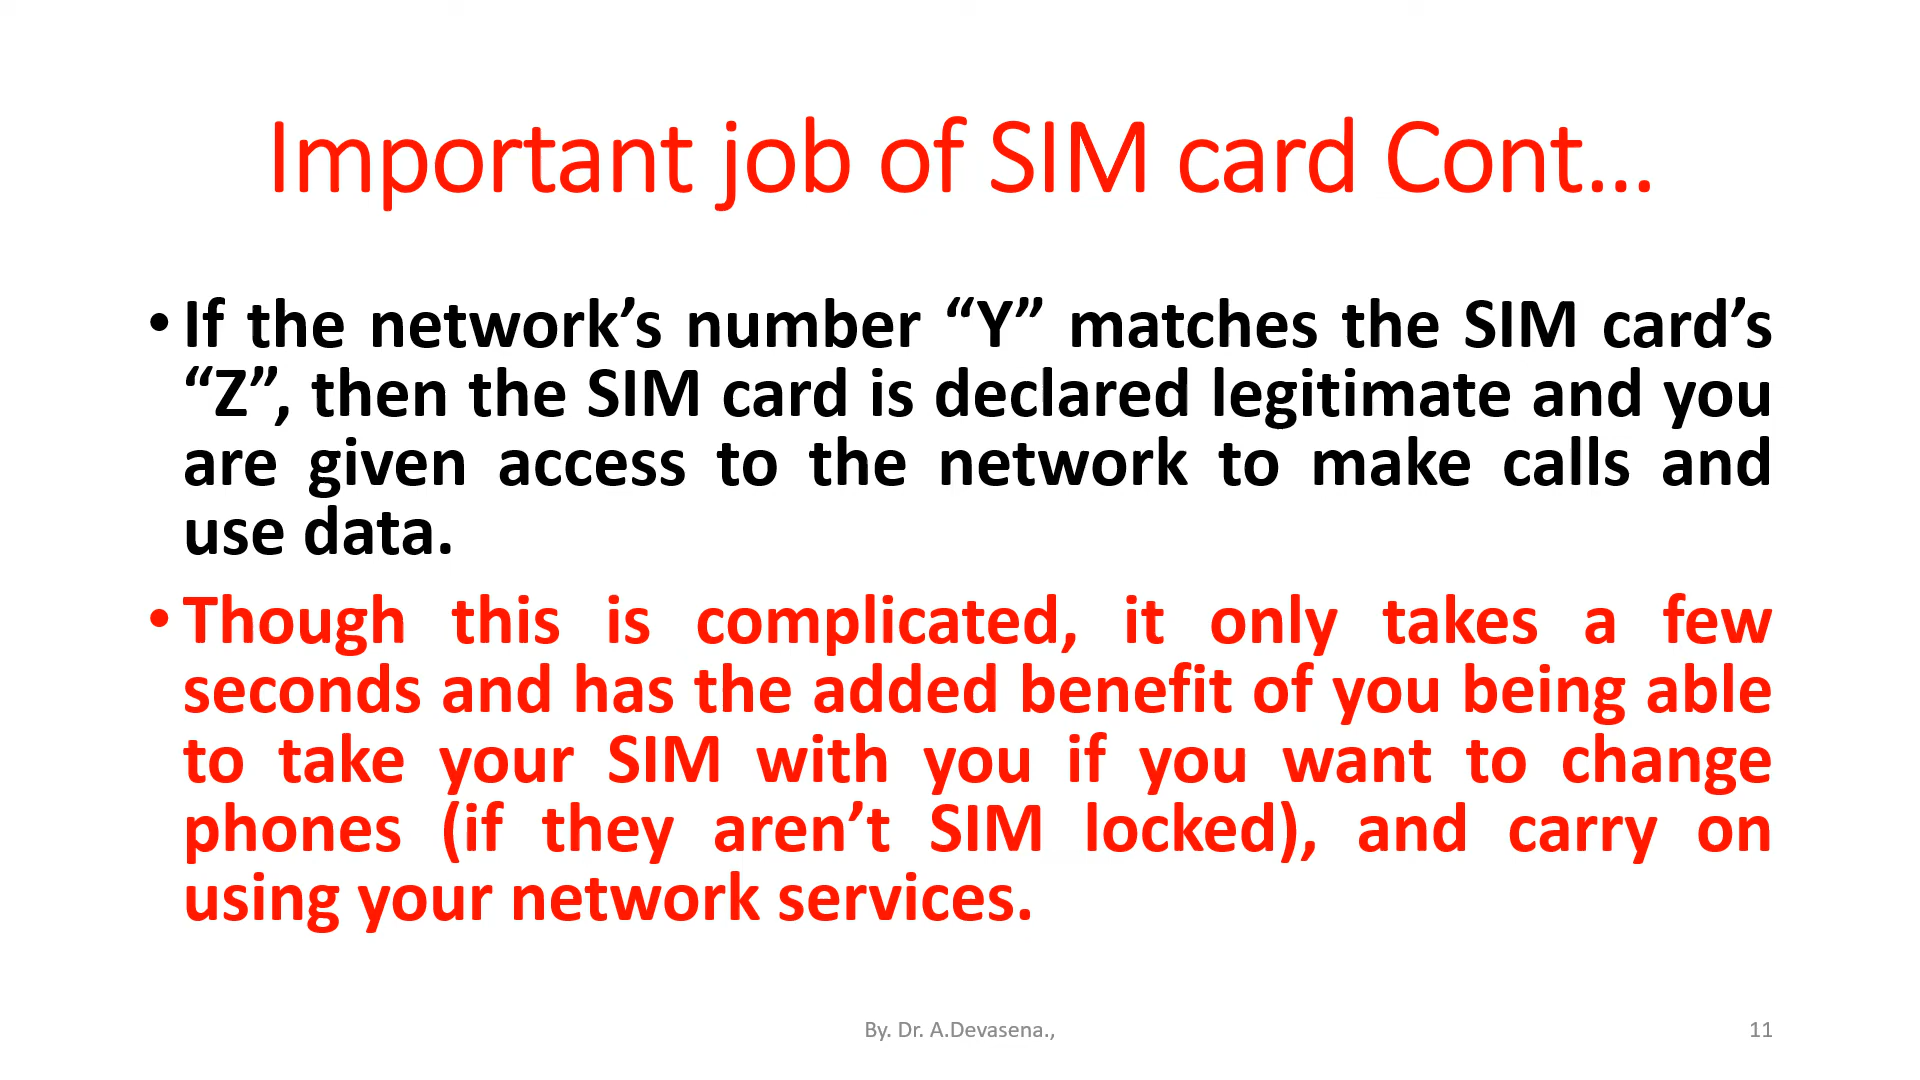 Important job of SIM card Cont...
• If the network’s number “Y” matches the SIM card’s
“Z”, then the SIM card is declared legitimate and you
are given access to the network to make calls and
use data.
• Though this is complicated, it only takes a few
seconds and has the added benefit of you being able
to take your SIM with you if you want to change
phones (if they aren’t SIM locked), and carry on
using your network services.
By. Dr. A.Devasena.,
11